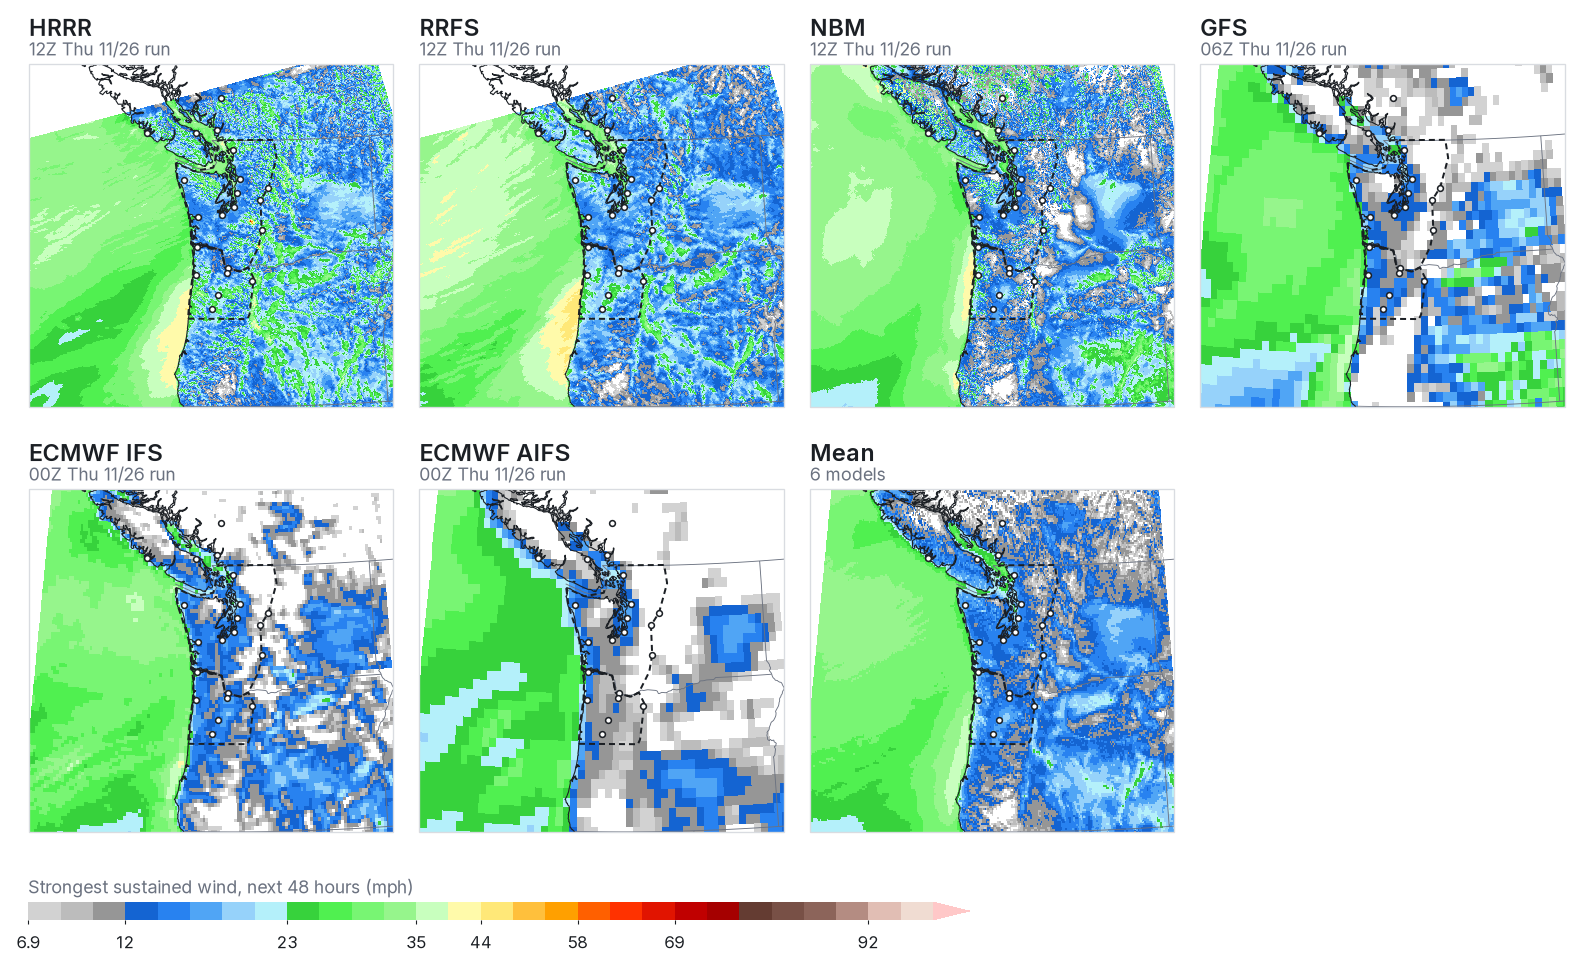 HRRR
12Z Thu 11/26 run
RRFS
12Z Thu 11/26 run
NBM
12Z Thu 11/26 run
GFS
06Z Thu 11/26 run
ECMWF IFS
00Z Thu 11/26 run
ECMWF AIFS
00Z Thu 11/26 run
Mean
6 models
Strongest sustained wind, next 48 hours (mph)
6.9 12 23 35 44 58 69 92